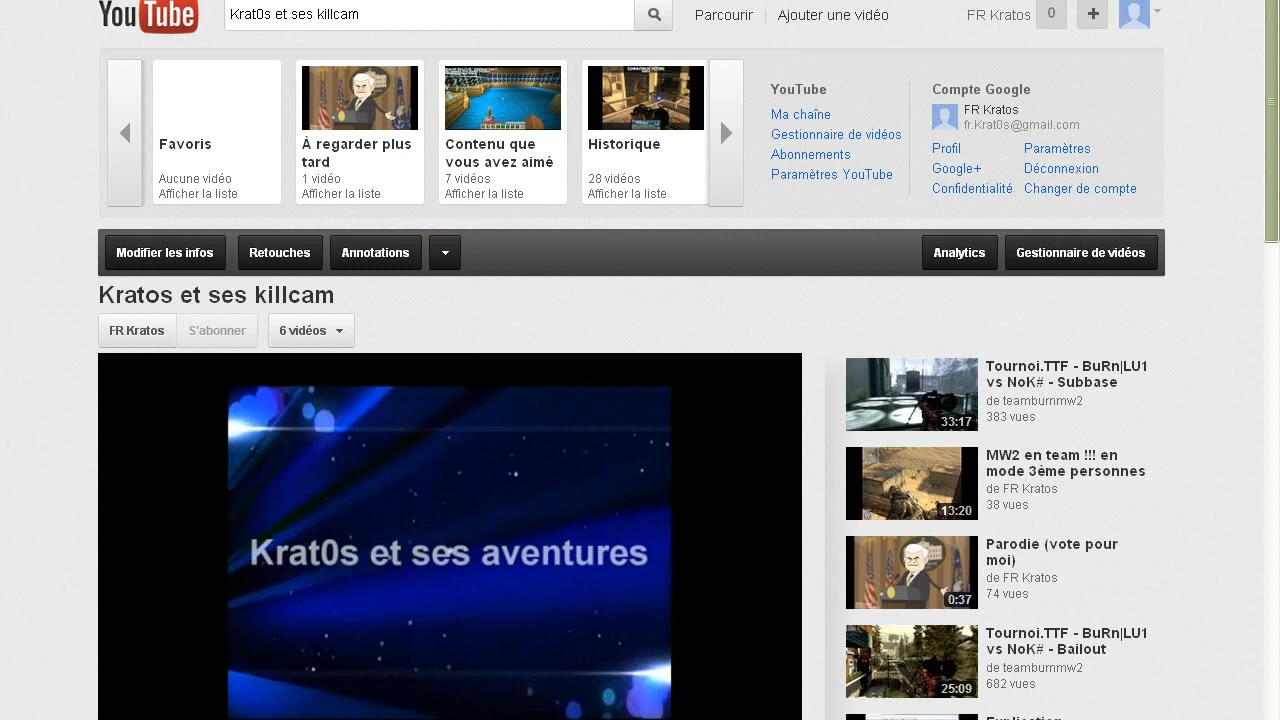 YouTube
Krat0s et ses killcam
Parcourir
Ajouter une vidéo
FR Kratos
0
+
Favoris
Aucune vidéo
Afficher la liste
À regarder plus
tard
1 vidéo
Afficher la liste
Contenu que
vous avez aimé
7 vidéos
Afficher la liste
Historique
28 vidéos
Afficher la liste
YouTube
Ma chaîne
Gestionnaire de vidéos
Abonnements
Paramètres YouTube
Compte Google
FR Kratos
fr.Krat0s@gmail.com
Profil
Paramètres
Google+
Déconnexion
Confidentialité
Changer de compte
Modifier les infos
Retouches
Annotations
Analytics
Gestionnaire de vidéos
Kratos et ses killcam
FR Kratos
S'abonner
6 vidéos
Krat0s et ses aventures
33:17
Tournoi.TTF - BuRn|LU1
vs NoK# - Subbase
de teamburnmw2
383 vues
13:20
MW2 en team !!! en
mode 3ème personnes
de FR Kratos
38 vues
0:37
Parodie (vote pour
moi)
de FR Kratos
74 vues
25:09
Tournoi.TTF - BuRn|LU1
vs NoK# - Bailout
de teamburnmw2
682 vues